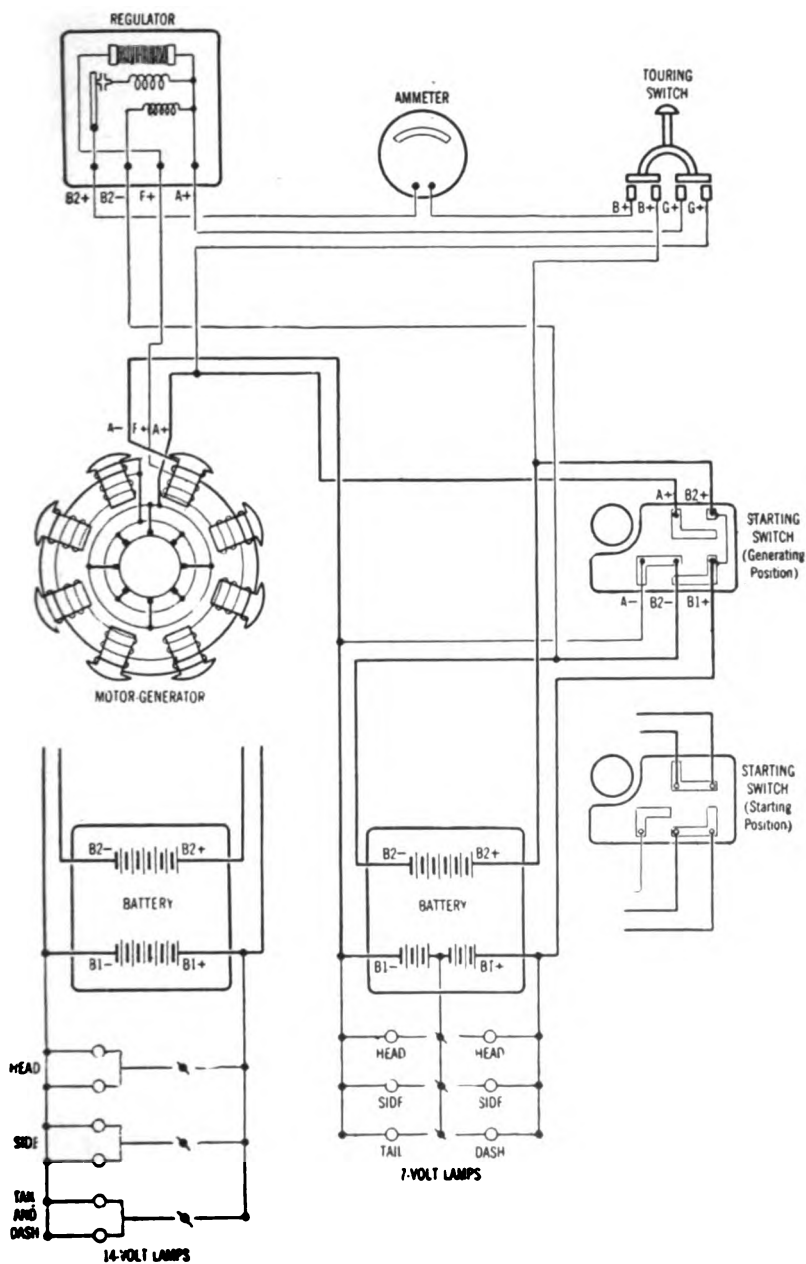 REGULATOR
AMMETER
TOURING
SWITCH
B2+ B2- F+ A+
B+ B+ G+ G+
A- F+ A+
A+ B2+
STARTING
SWITCH
(Generating
Position)
A- B2- B1+
MOTOR-GENERATOR
STARTING
SWITCH
(Starting
Position)
B2- B2+
BATTERY
B1- B1+
B2- B2+
BATTERY
B1- B1+
HEAD HEAD
SIDE SIDE
TAIL DASH
7-VOLT LAMPS
HEAD
SIDE
TAIL
AND
DASH
14-VOLT LAMPS